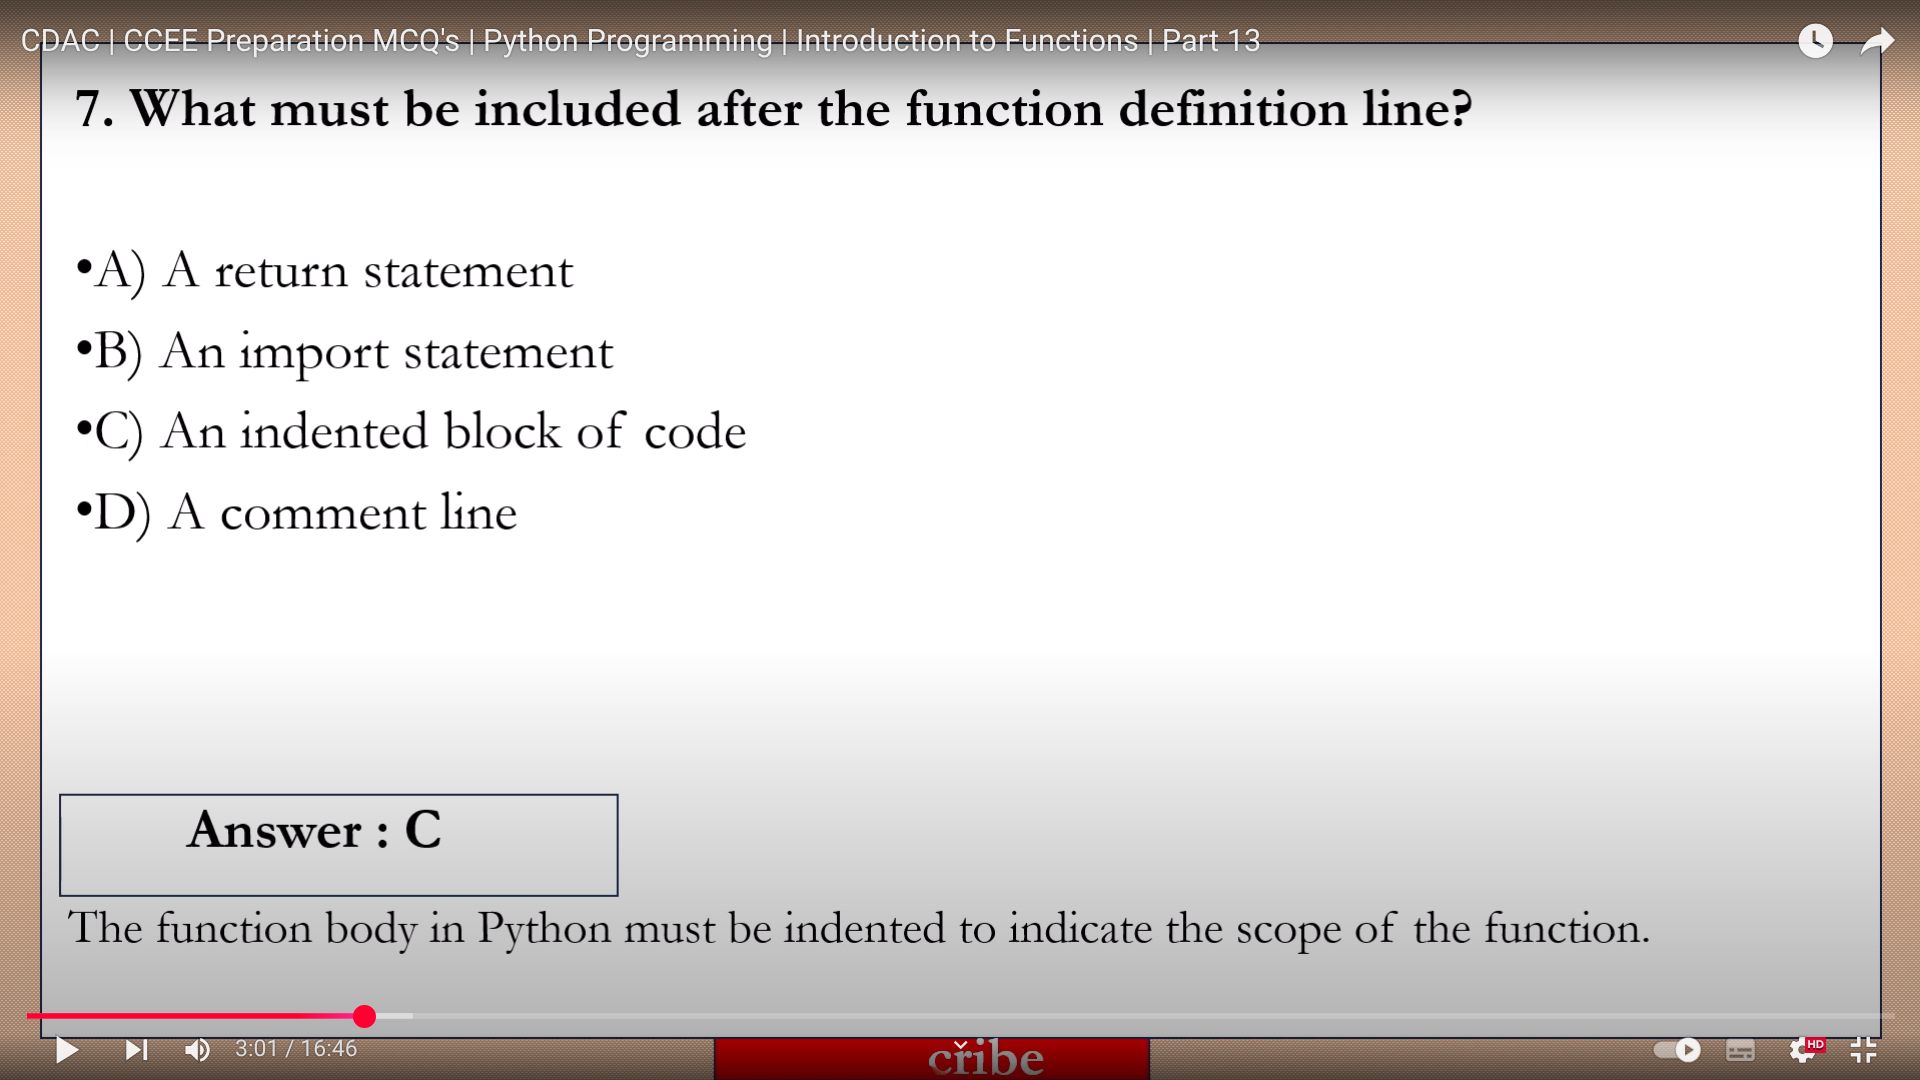 CDAC | CCEE Preparation MCQ's | Python Programming | Introduction to Functions | Part 13
7. What must be included after the function definition line?
•A) A return statement
•B) An import statement
•C) An indented block of code
•D) A comment line
Answer : C
The function body in Python must be indented to indicate the scope of the function.
3:01 / 16:46
cribe
HD